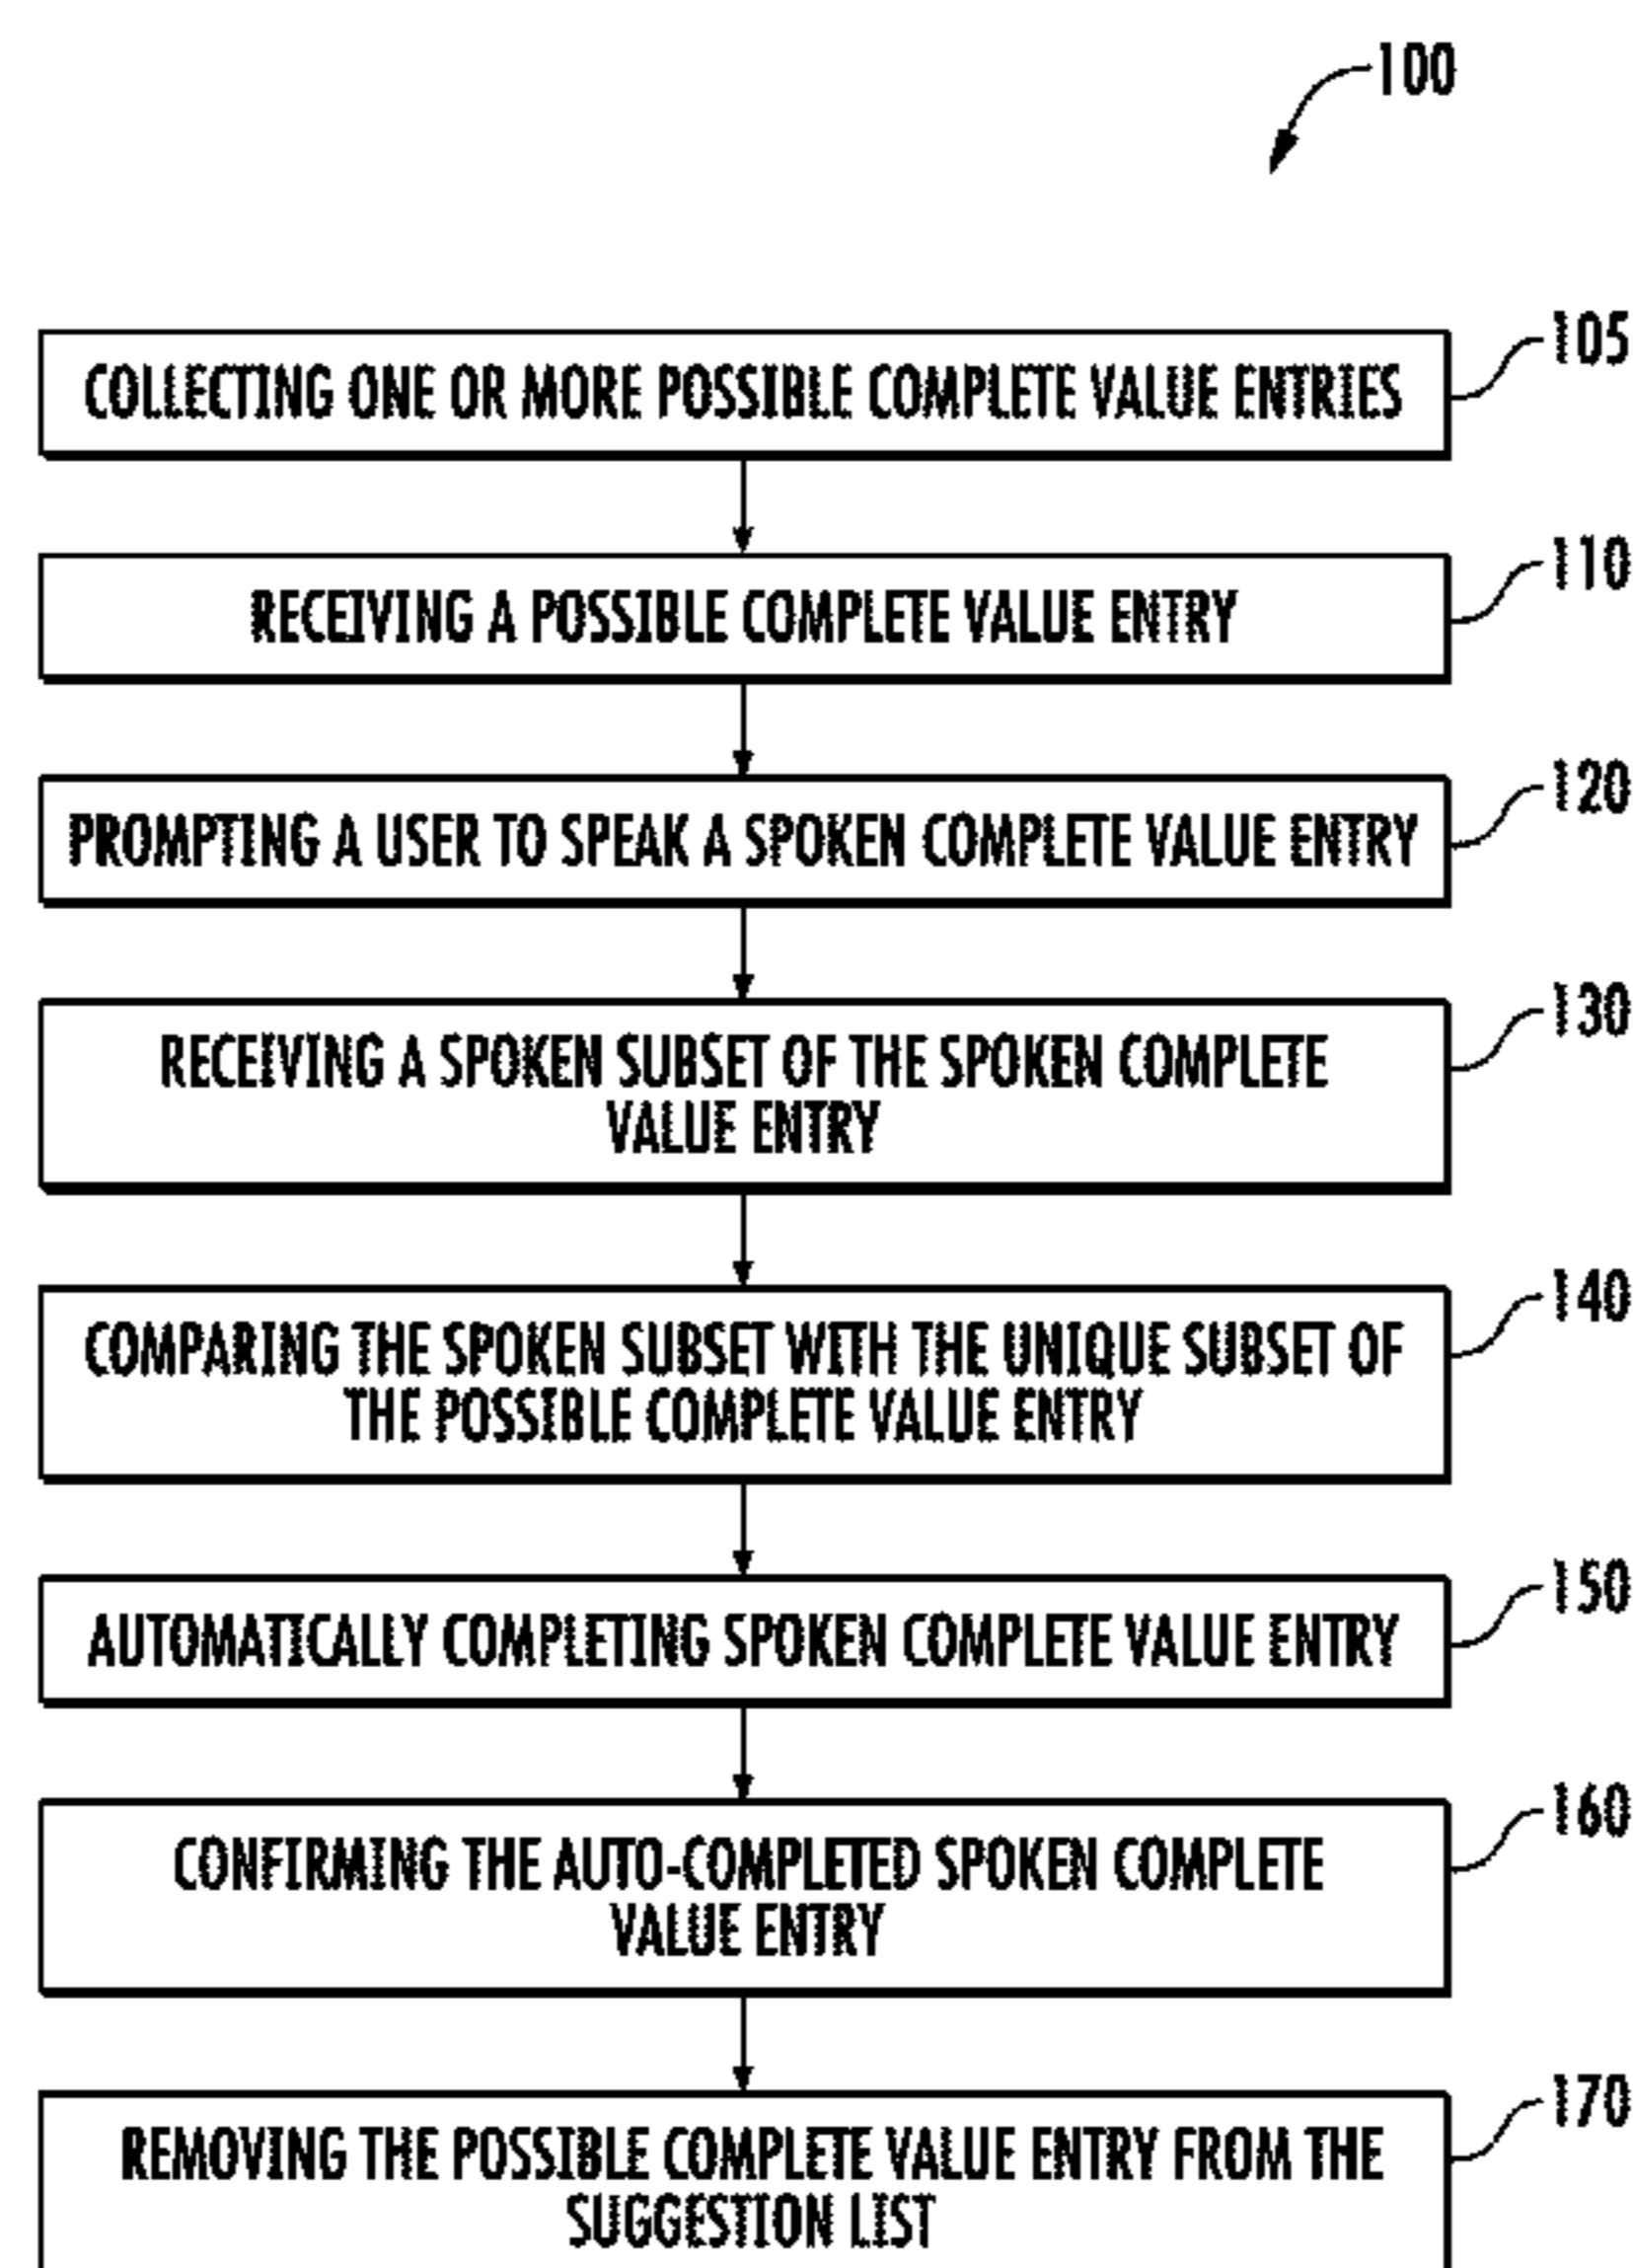 100
COLLECTING ONE OR MORE POSSIBLE COMPLETE VALUE ENTRIES
105
RECEIVING A POSSIBLE COMPLETE VALUE ENTRY
110
PROMPTING A USER TO SPEAK A SPOKEN COMPLETE VALUE ENTRY
120
RECEIVING A SPOKEN SUBSET OF THE SPOKEN COMPLETE
VALUE ENTRY
130
COMPARING THE SPOKEN SUBSET WITH THE UNIQUE SUBSET OF
THE POSSIBLE COMPLETE VALUE ENTRY
140
AUTOMATICALLY COMPLETING SPOKEN COMPLETE VALUE ENTRY
150
CONFIRMING THE AUTO-COMPLETED SPOKEN COMPLETE
VALUE ENTRY
160
REMOVING THE POSSIBLE COMPLETE VALUE ENTRY FROM THE
SUGGESTION LIST
170